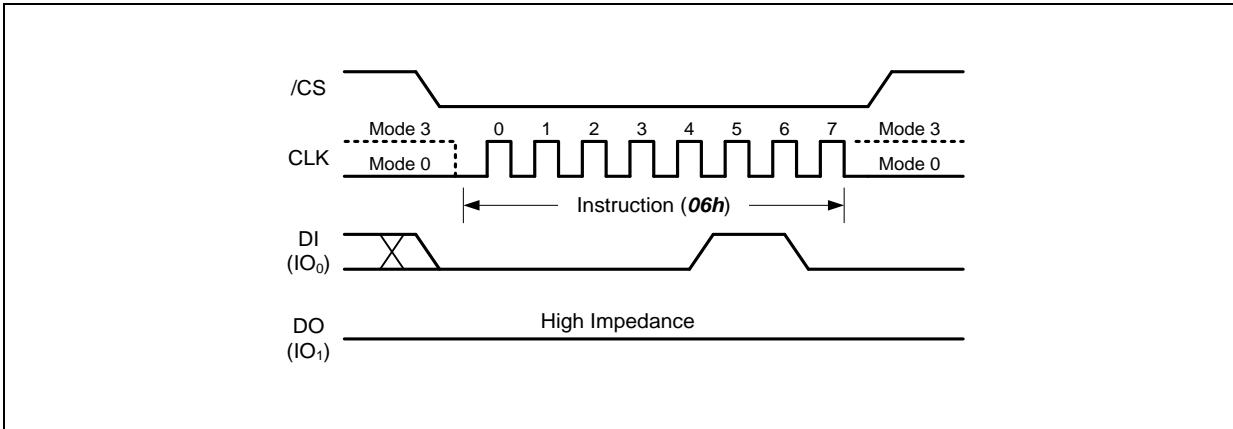 /CS
Mode 3 0 1 2 3 4 5 6 7 Mode 3
CLK
Mode 0 Mode 0
Instruction (06h)
DI
(IO₀)
High Impedance
DO
(IO₁)